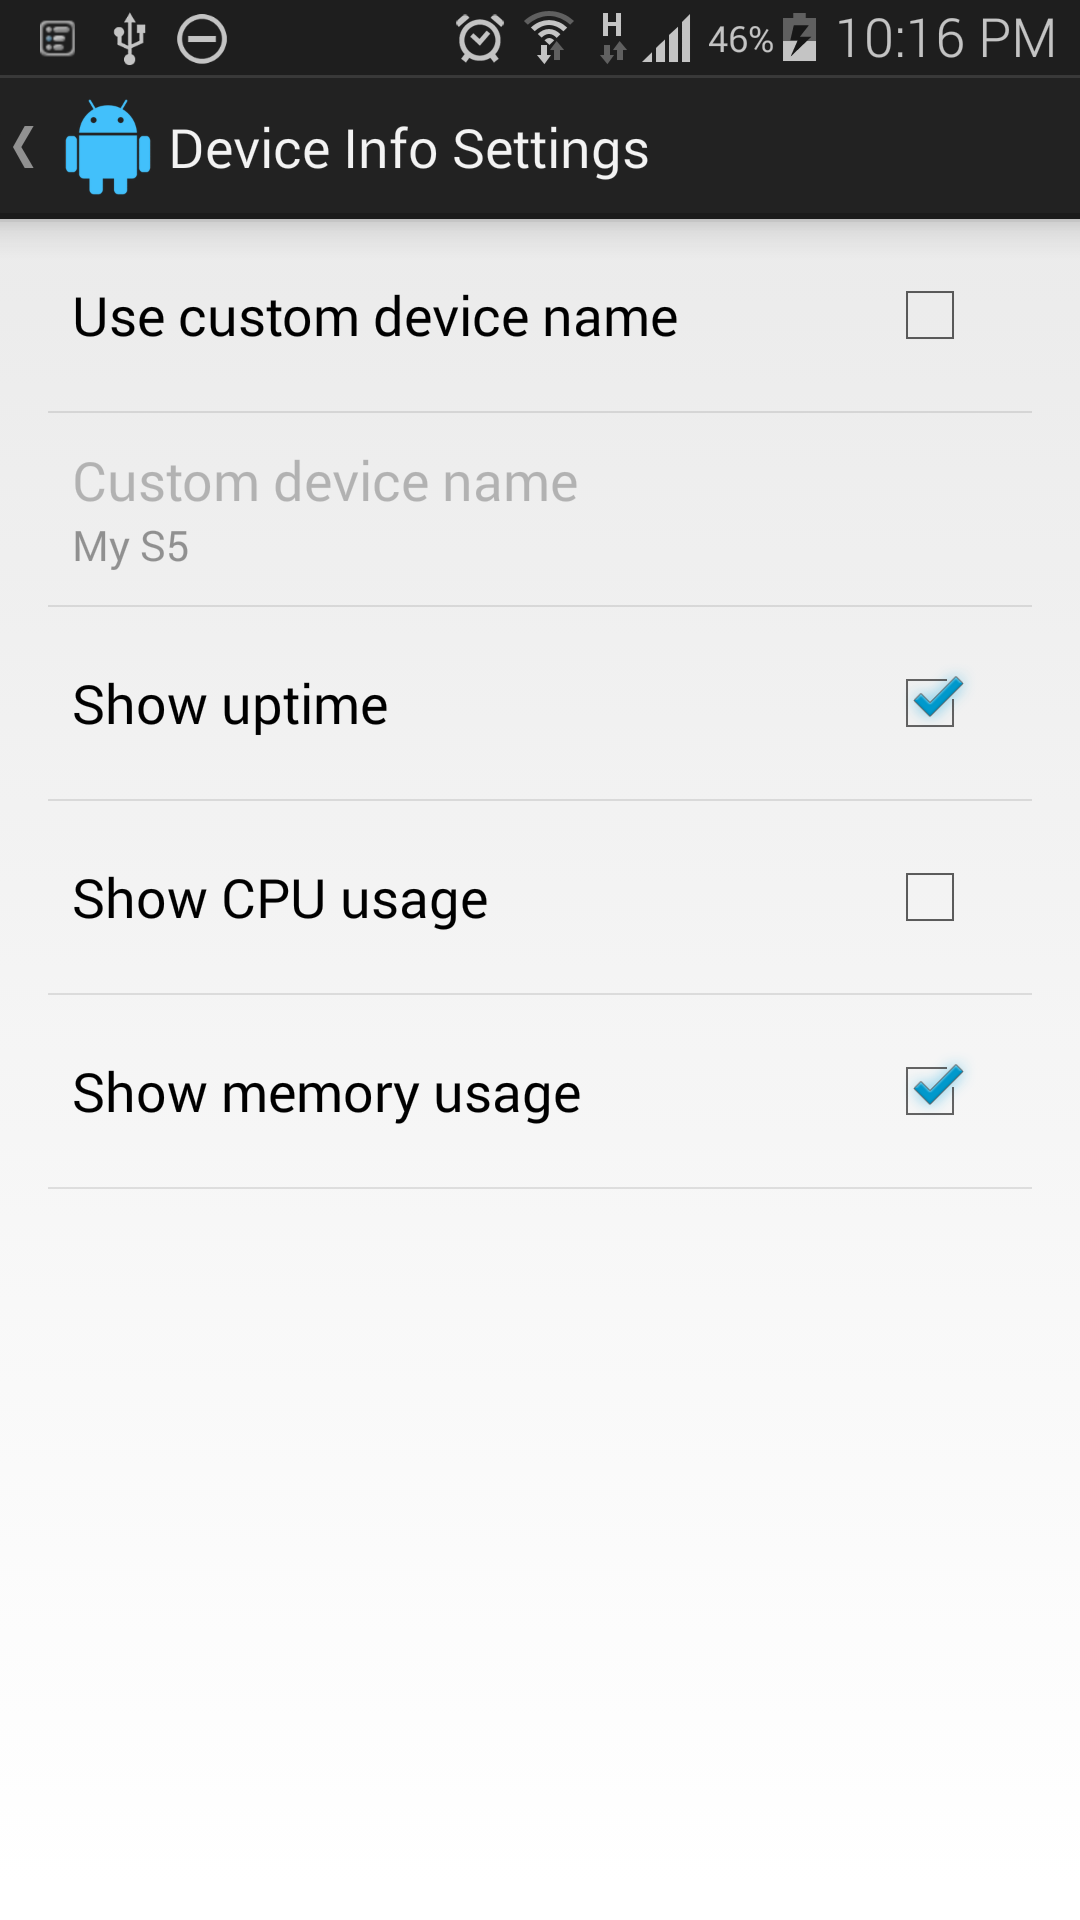 H 46% 10:16 PM
Device Info Settings
Use custom device name
Custom device name
My S5
Show uptime
Show CPU usage
Show memory usage